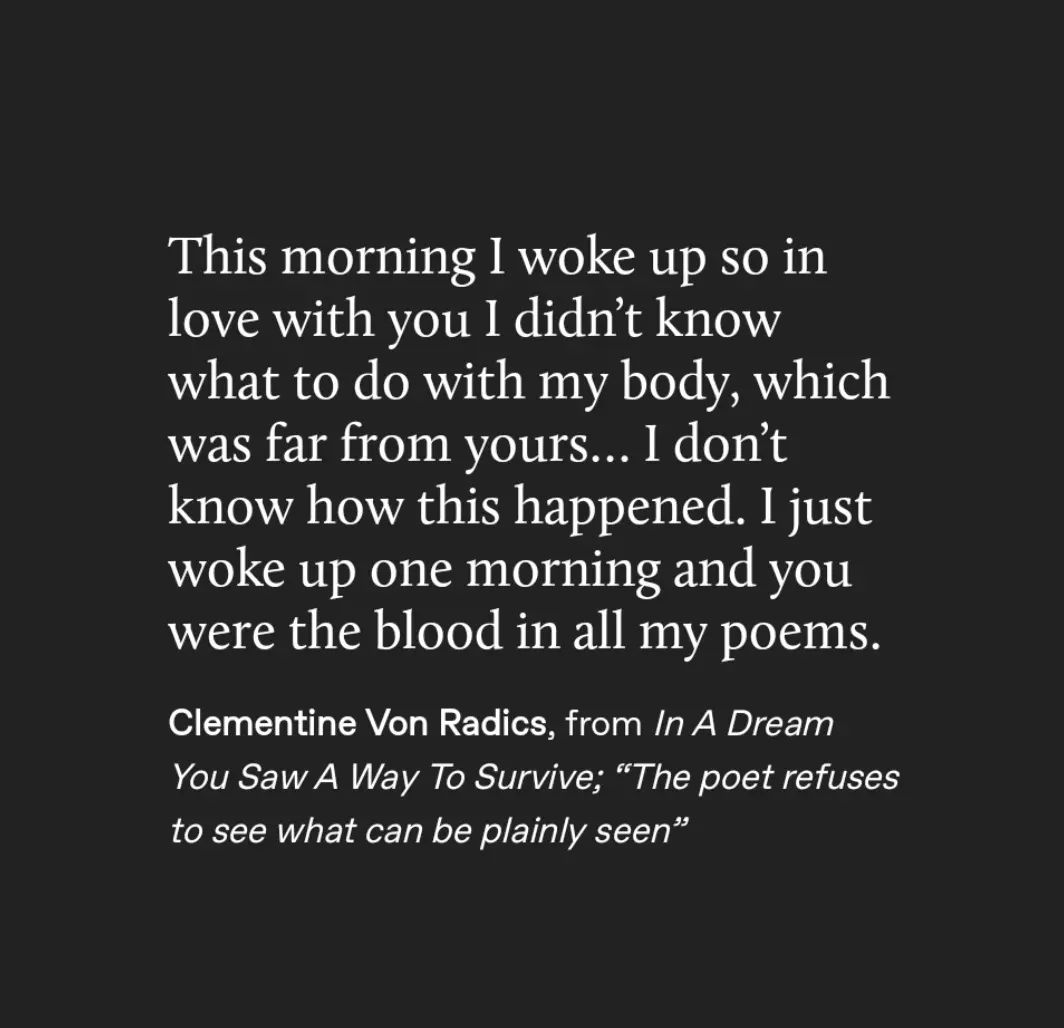 This morning I woke up so in
love with you I didn’t know
what to do with my body, which
was far from yours... I don’t
know how this happened. I just
woke up one morning and you
were the blood in all my poems.
Clementine Von Radics, from In A Dream
You Saw A Way To Survive; “The poet refuses
to see what can be plainly seen”